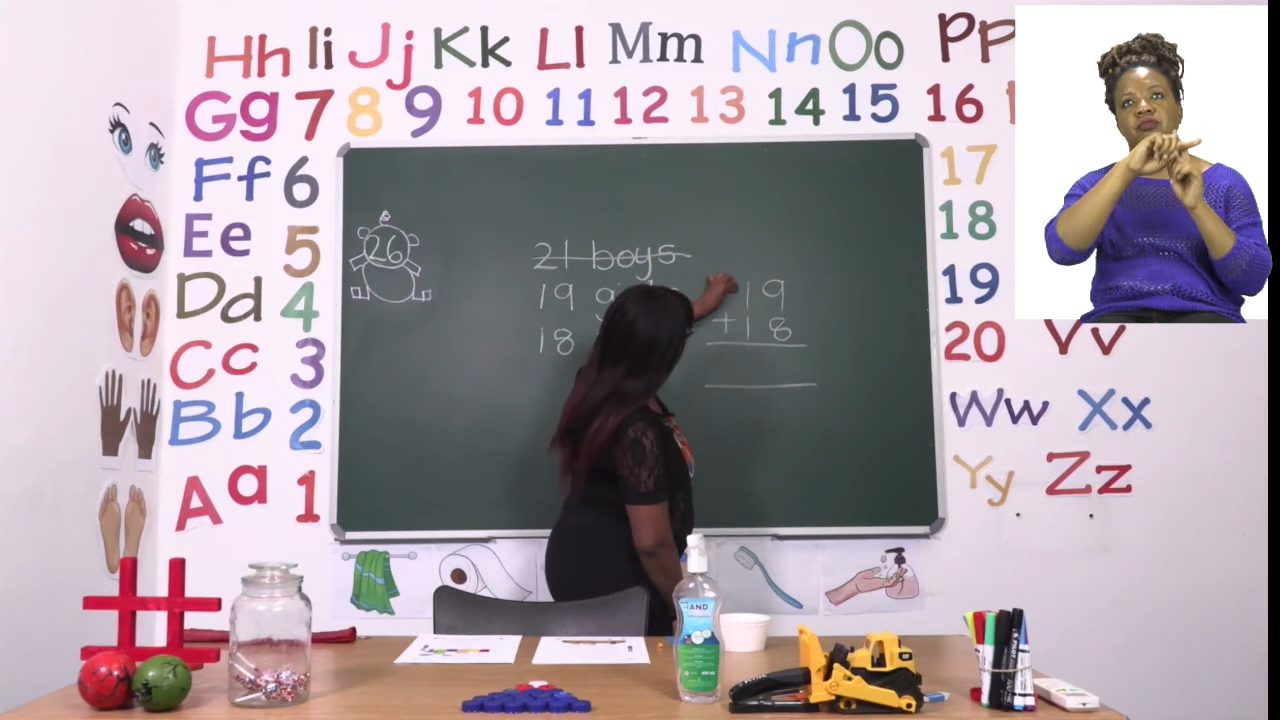 Hh Ii Jj Kk Ll Mm Nn Oo Pp
Gg 7 8 9 10 11 12 13 14 15 16
Ff 6
Ee 5
Dd 4
Cc 3
Bb 2
Aa 1
17
18
19
20 Vv
Ww Xx
Yy Zz
26
21 boys
19
18
19
+18
AND
CAT